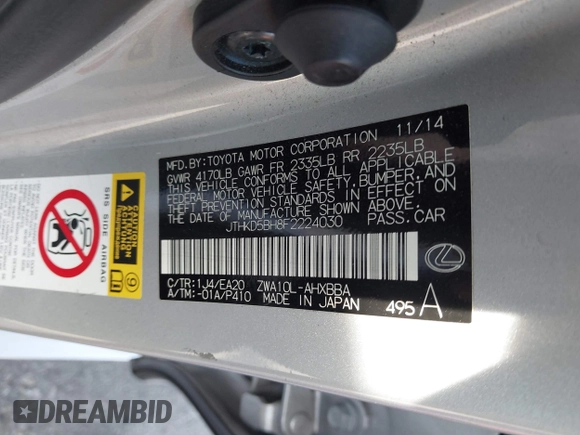 MFD.BY:TOYOTA MOTOR CORPORATION 11/14
GVWR 4170LB GAWR FR 2335LB RR 2235LB
THIS VEHICLE CONFORMS TO ALL APPLICABLE
FEDERAL MOTOR VEHICLE SAFETY, BUMPER, AND
THEFT PREVENTION STANDARDS IN EFFECT ON
THE DATE OF MANUFACTURE SHOWN ABOVE.
JTHKD5BH8F2224030 PASS.CAR
C/TR:1J4/EA20 ZWA10L-AHXBBA
A/TM:-01A/P410 MADE IN JAPAN 495 A
SRS SIDE AIRBAG
CAUTION
ACHTUNG
DREAMBID